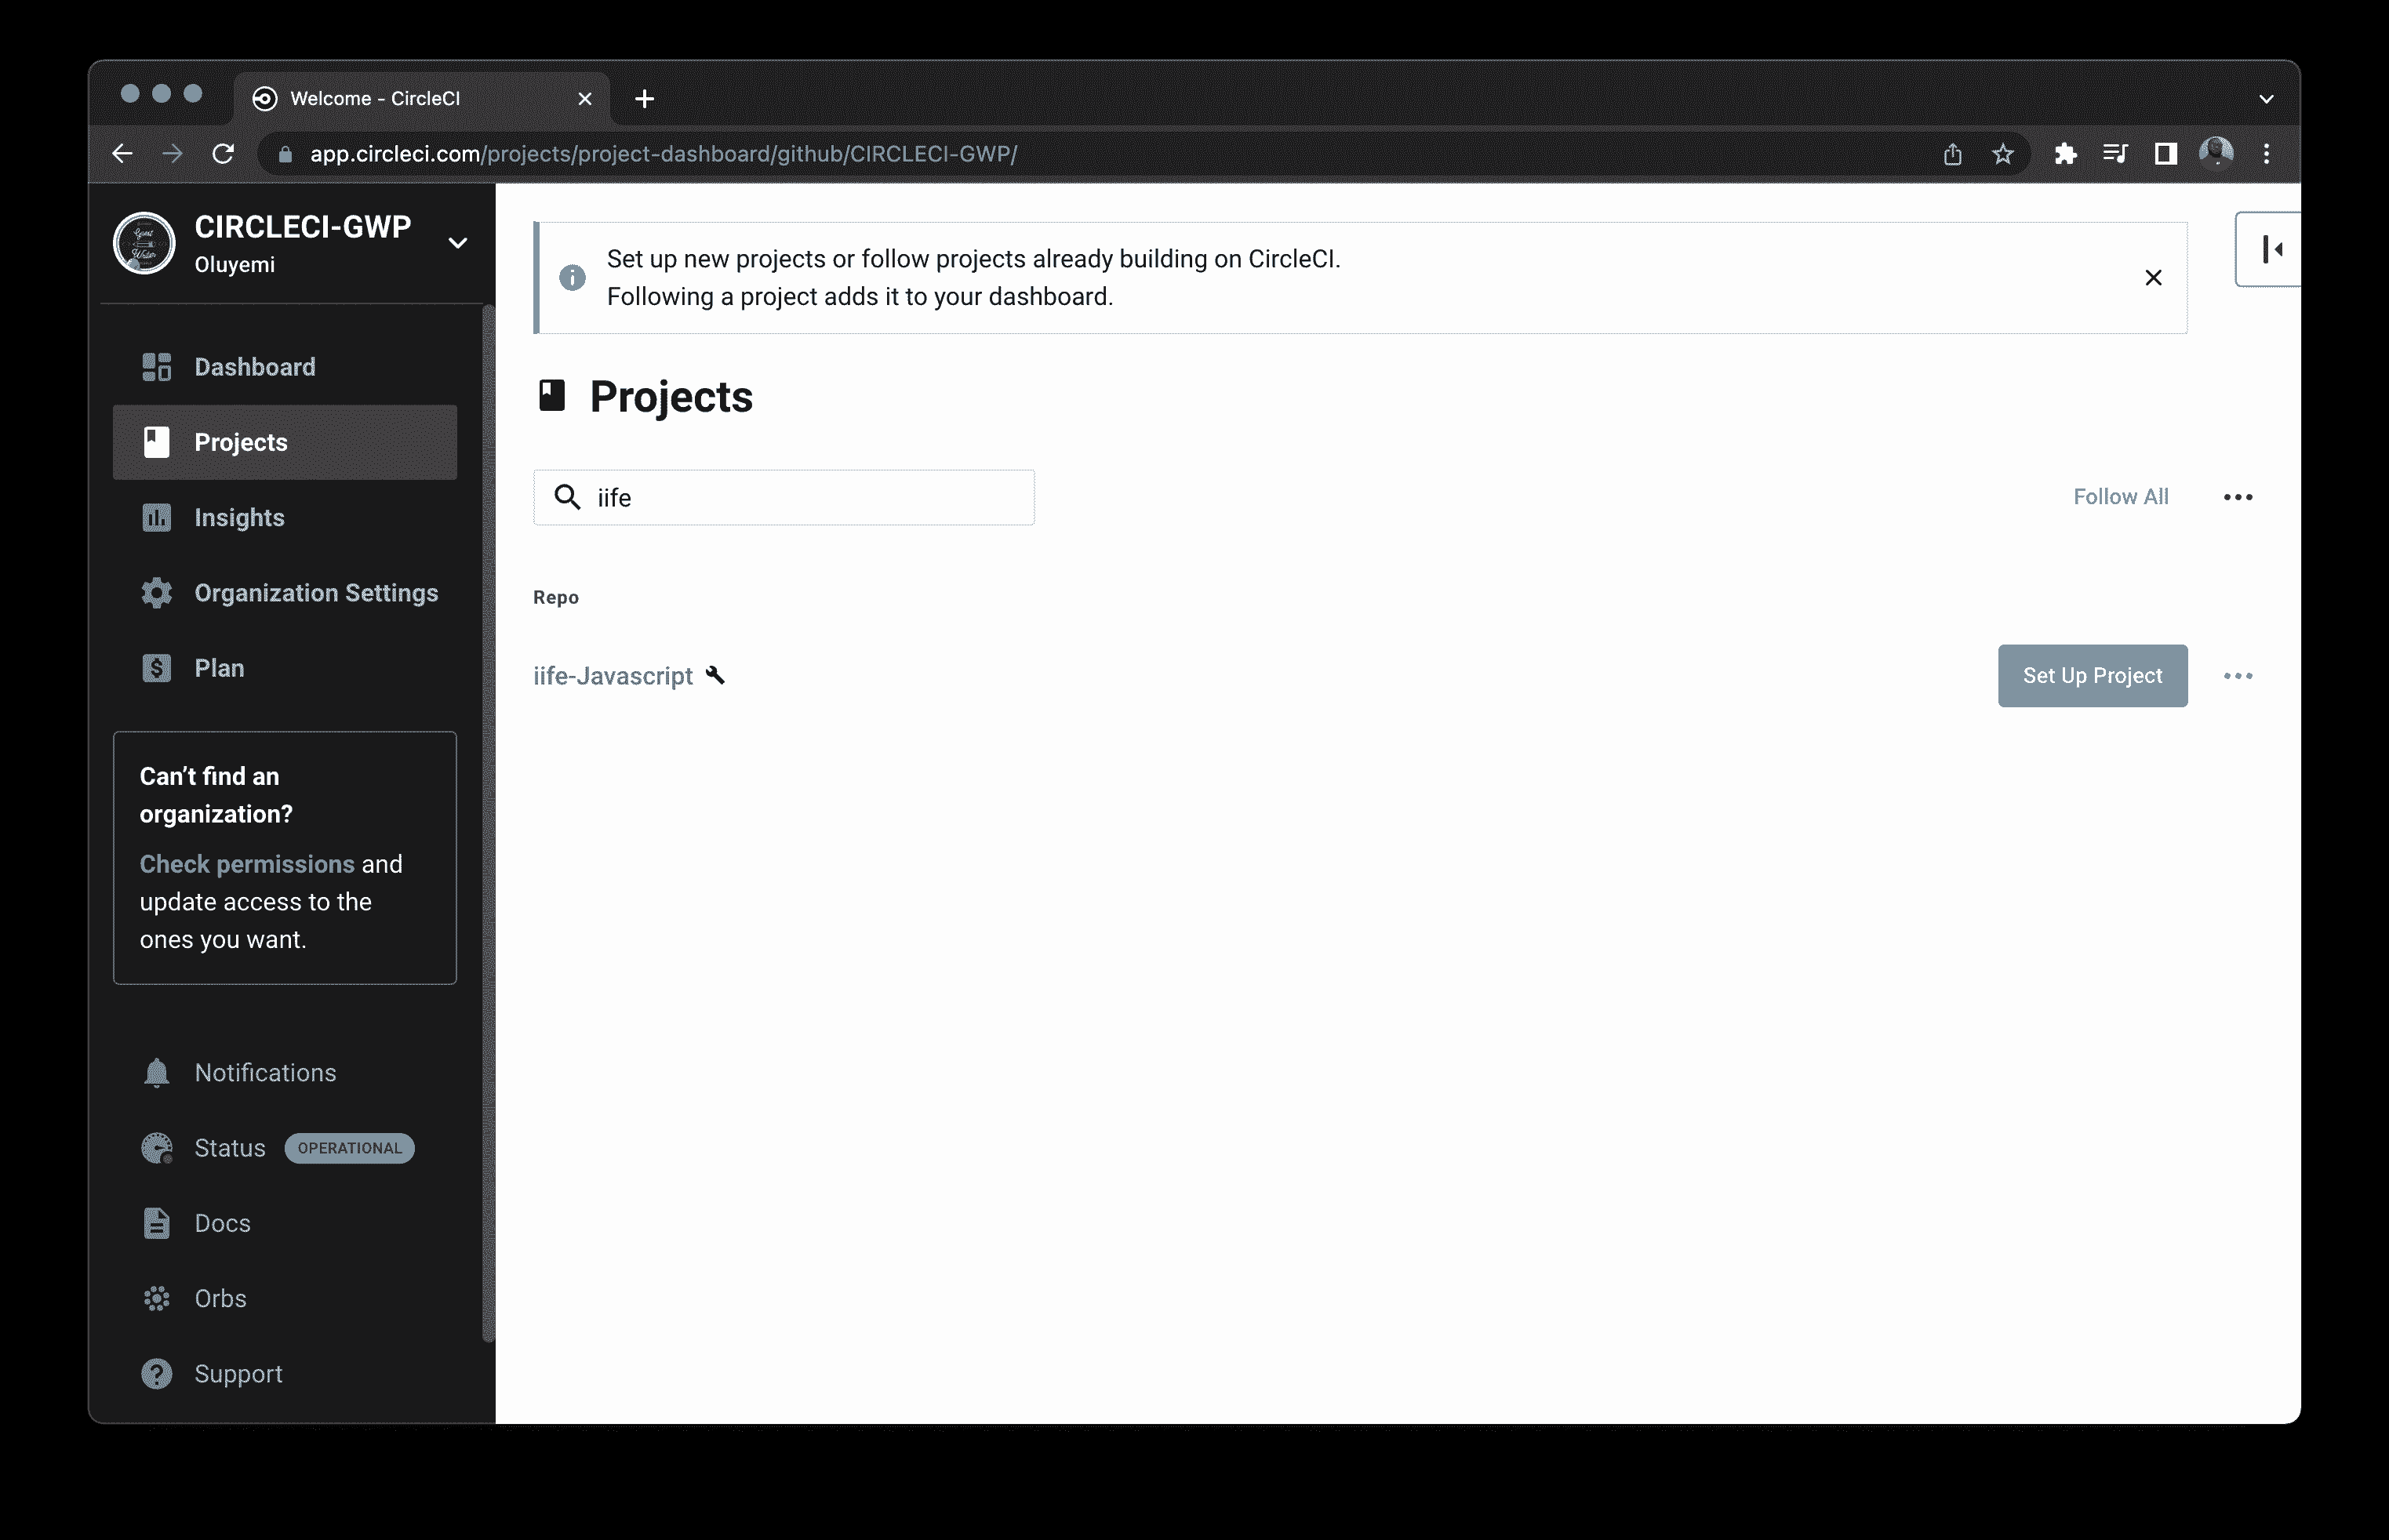 Welcome - CircleCI
app.circleci.com/projects/project-dashboard/github/CIRCLECI-GWP/
CIRCLECI-GWP
Oluyemi
Dashboard
Projects
Insights
Organization Settings
Plan
Can’t find an
organization?
Check permissions and
update access to the
ones you want.
Notifications
Status OPERATIONAL
Docs
Orbs
Support
Set up new projects or follow projects already building on CircleCI.
Following a project adds it to your dashboard.
Projects
iife
Follow All
Repo
iife-Javascript
Set Up Project